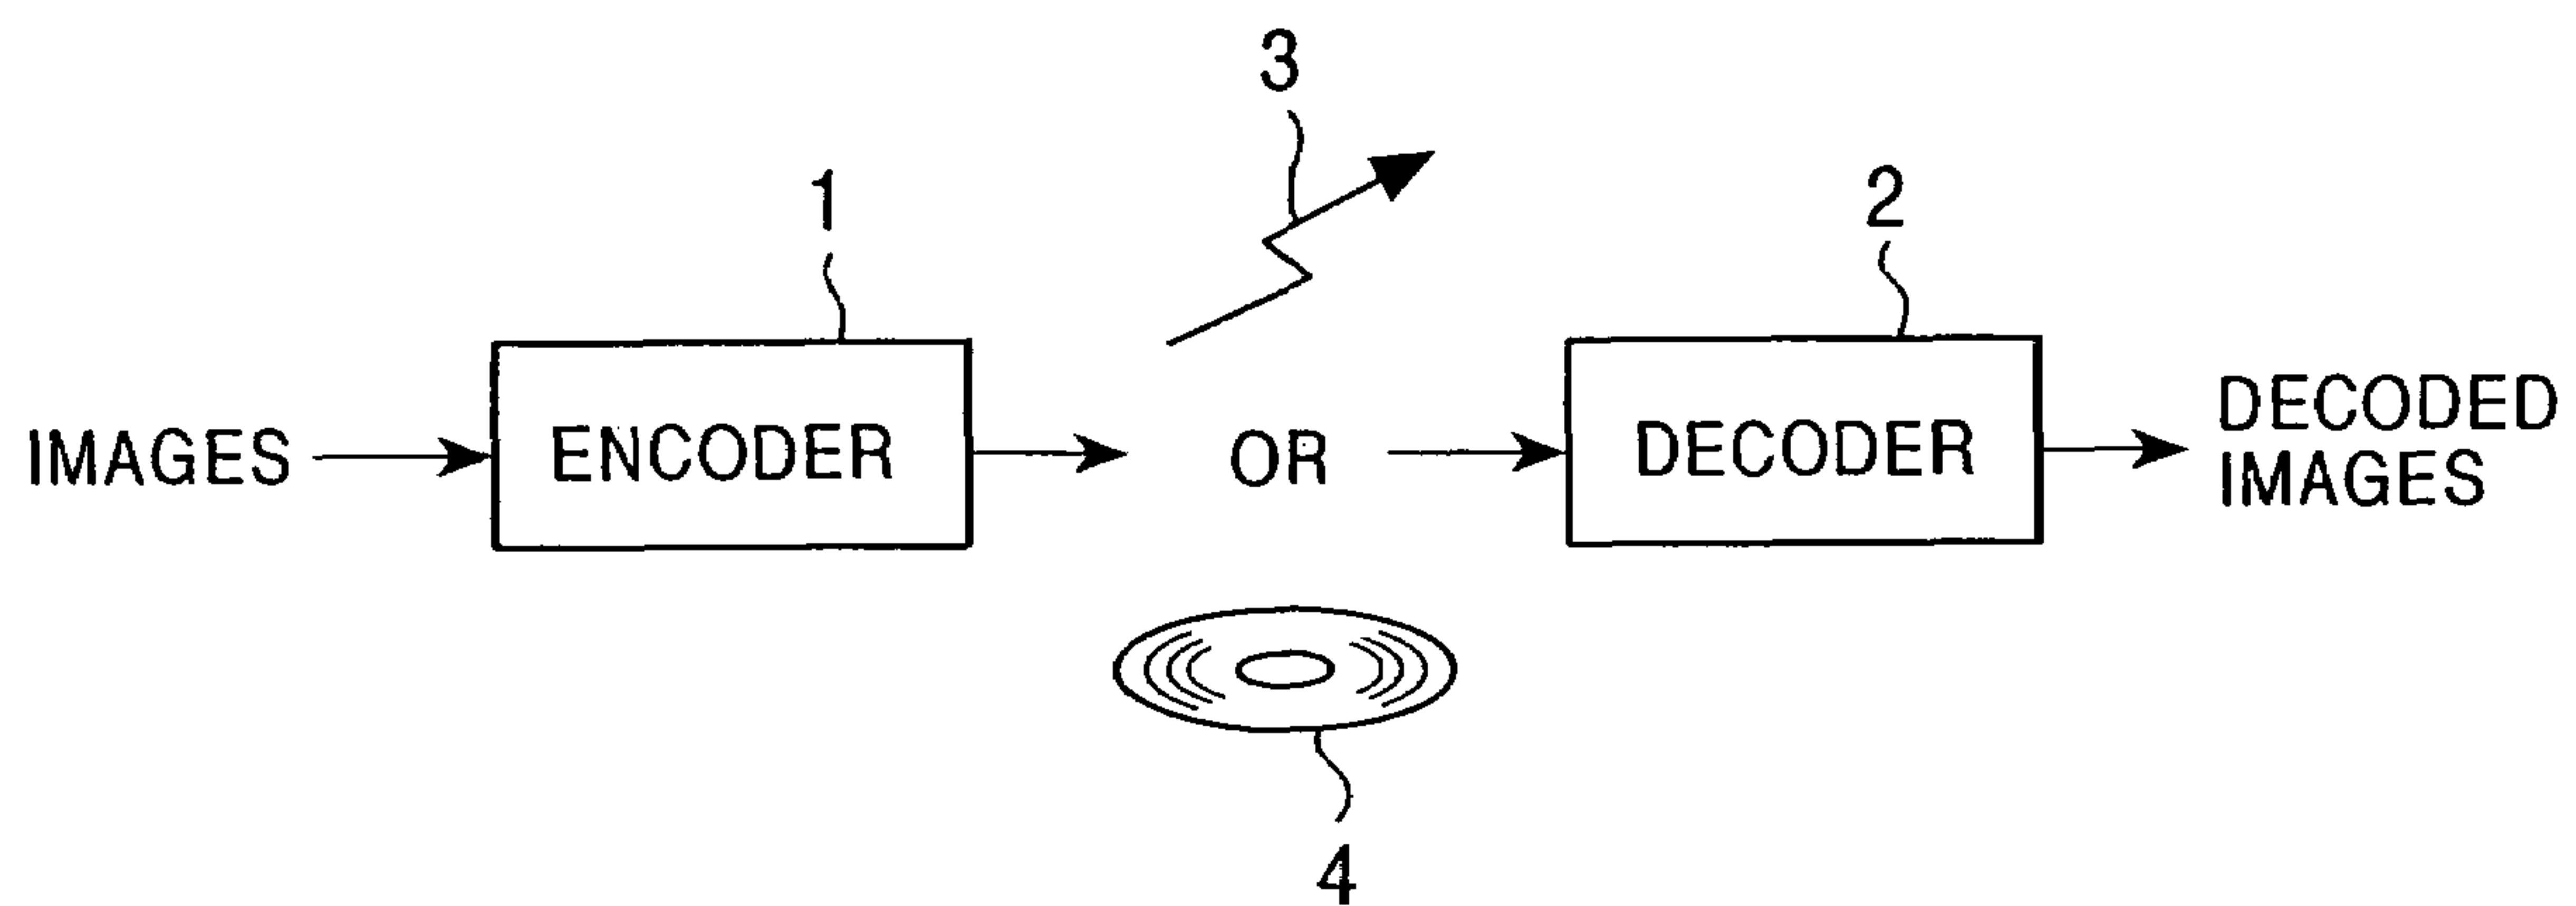 3
1
2
IMAGES
ENCODER
OR
DECODER
DECODED
IMAGES
4